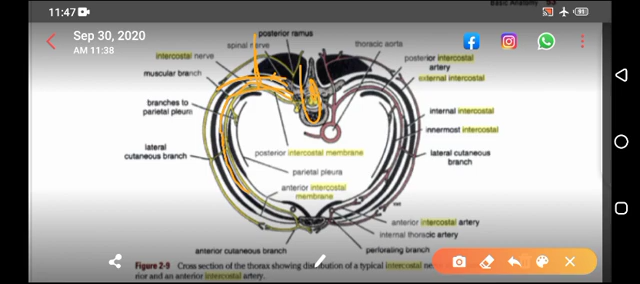 11:47
Basic Anatomy
Sep 30, 2020
AM 11:38
posterior ramus
spinal nerve
thoracic aorta
intercostal nerve
posterior intercostal
artery
muscular branch
external intercostal
branches to
parietal pleum
internal intercostal
innermost intercostal
lateral
cutaneous branch
posterior intercostal membrane
lateral cutaneous
branch
parietal pleura
anterior intercostal
membrane
anterior intercostal artery
internal thoracic artery
anterior cutaneous branch
perforating branch
Figure 2-9 Cross section of the thorax showing distribution of a typical intercostal
rior and an anterior intercostal artery.